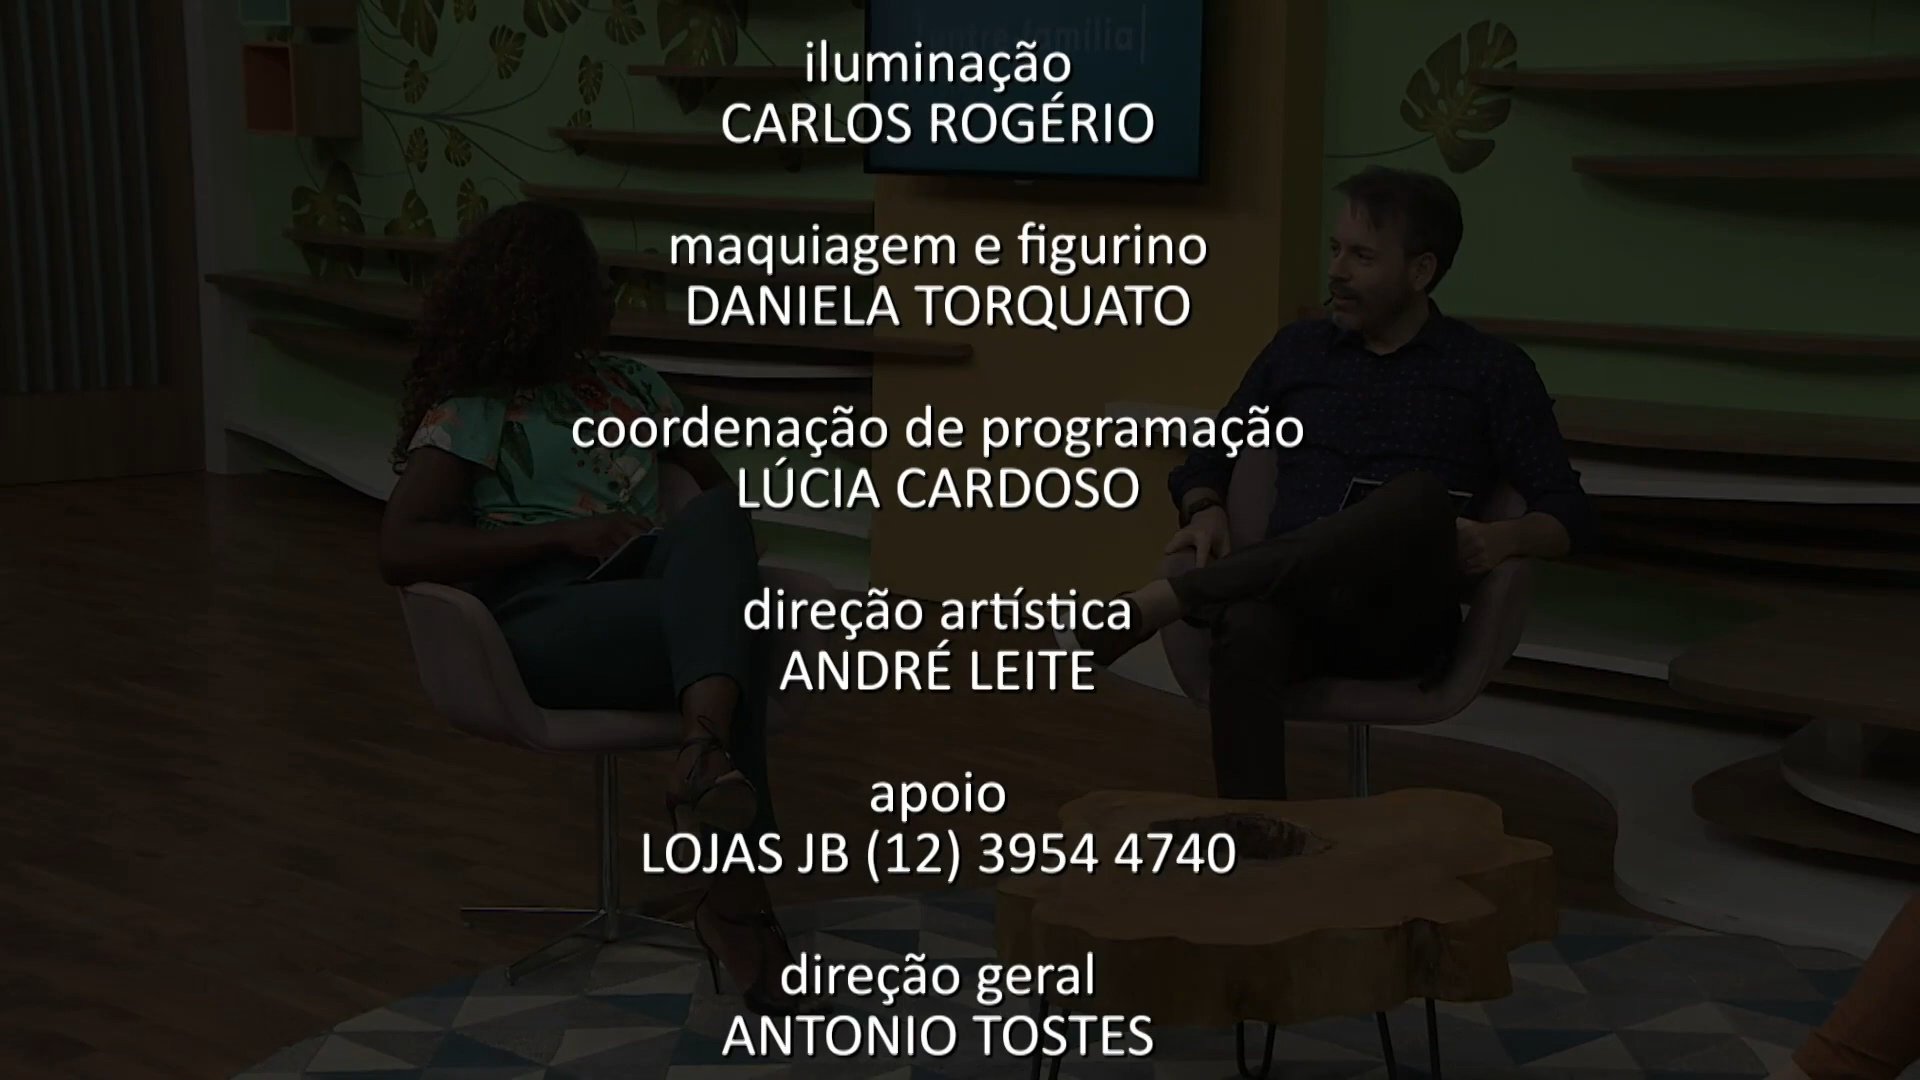 entrefamília
iluminação
CARLOS ROGÉRIO
maquiagem e figurino
DANIELA TORQUATO
coordenação de programação
LÚCIA CARDOSO
direção artística
ANDRÉ LEITE
apoio
LOJAS JB (12) 3954 4740
direção geral
ANTONIO TOSTES